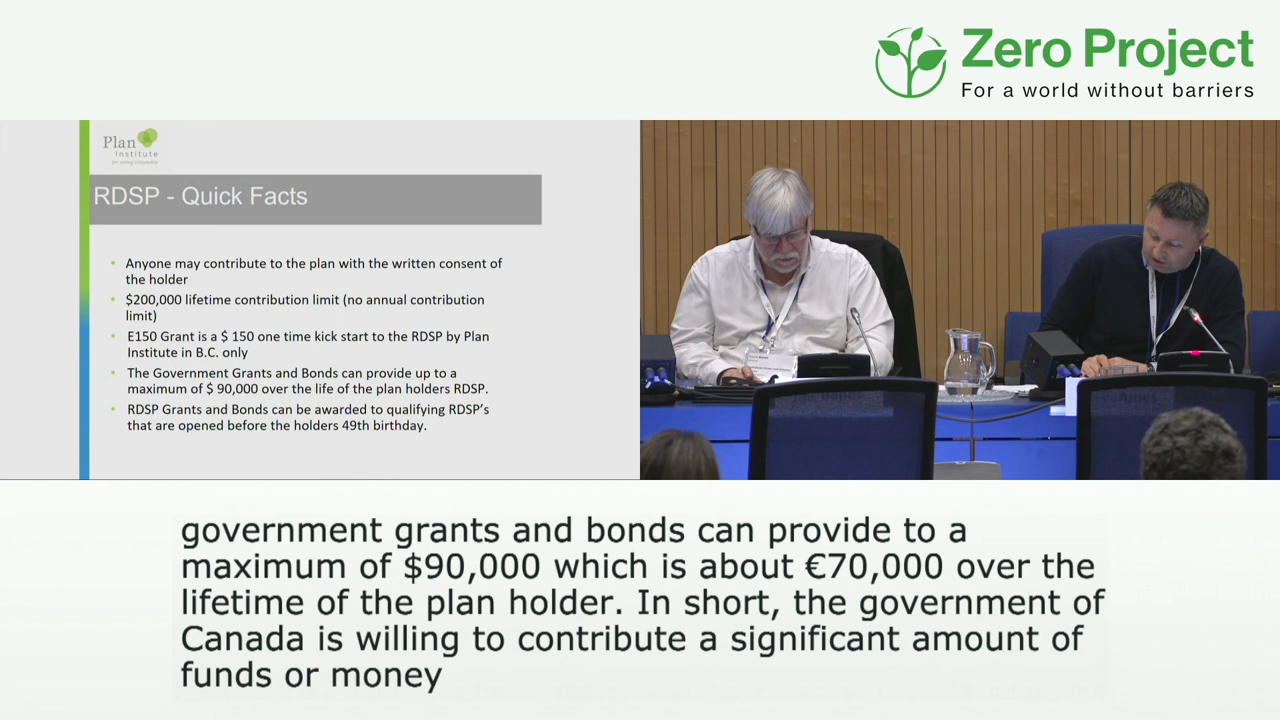 Zero Project
For a world without barriers
Plan
institute
for caring citizenship
RDSP - Quick Facts
• Anyone may contribute to the plan with the written consent of
the holder
• $200,000 lifetime contribution limit (no annual contribution
limit)
• E150 Grant is a $ 150 one time kick start to the RDSP by Plan
Institute in B.C. only
• The Government Grants and Bonds can provide up to a
maximum of $ 90,000 over the life of the plan holders RDSP.
• RDSP Grants and Bonds can be awarded to qualifying RDSP's
that are opened before the holders 49th birthday.
government grants and bonds can provide to a
maximum of $90,000 which is about €70,000 over the
lifetime of the plan holder. In short, the government of
Canada is willing to contribute a significant amount of
funds or money